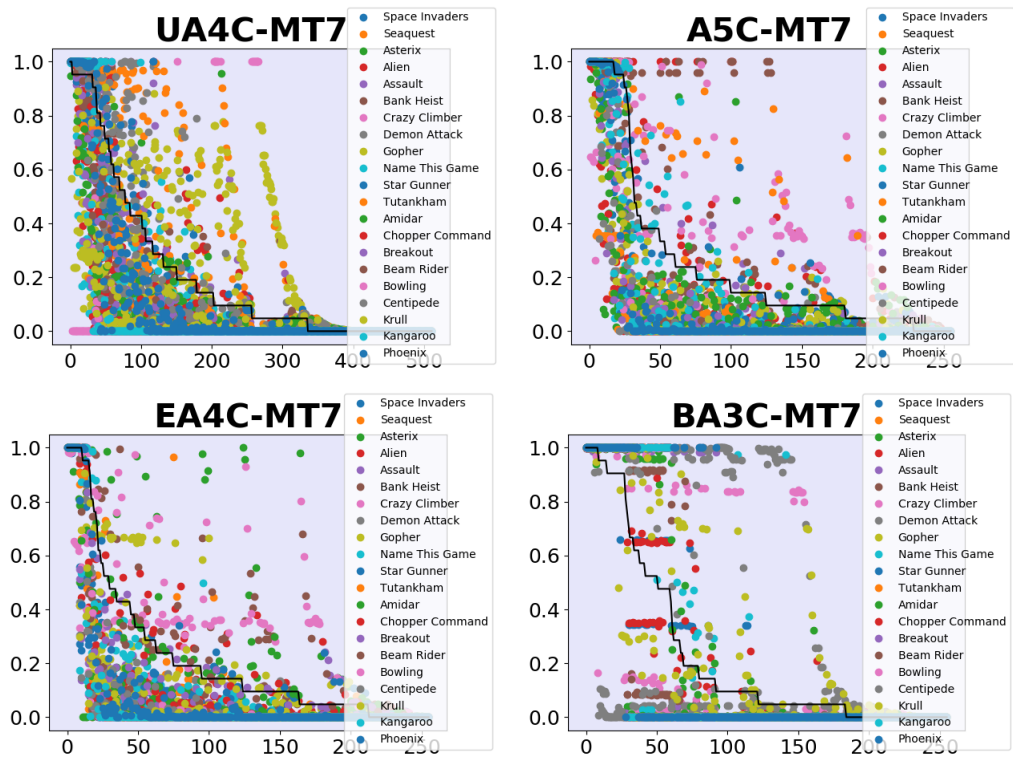 UA4C-MT7
1.0
0.8
0.6
0.4
0.2
0.0
0
100
200
300
400
500
Space Invaders
Seaquest
Asterix
Alien
Assault
Bank Heist
Crazy Climber
Demon Attack
Gopher
Name This Game
Star Gunner
Tutankham
Amidar
Chopper Command
Breakout
Beam Rider
Bowling
Centipede
Krull
Kangaroo
Phoenix
A5C-MT7
1.0
0.8
0.6
0.4
0.2
0.0
0
50
100
150
200
250
Space Invaders
Seaquest
Asterix
Alien
Assault
Bank Heist
Crazy Climber
Demon Attack
Gopher
Name This Game
Star Gunner
Tutankham
Amidar
Chopper Command
Breakout
Beam Rider
Bowling
Centipede
Krull
Kangaroo
Phoenix
EA4C-MT7
1.0
0.8
0.6
0.4
0.2
0.0
0
50
100
150
200
250
Space Invaders
Seaquest
Asterix
Alien
Assault
Bank Heist
Crazy Climber
Demon Attack
Gopher
Name This Game
Star Gunner
Tutankham
Amidar
Chopper Command
Breakout
Beam Rider
Bowling
Centipede
Krull
Kangaroo
Phoenix
BA3C-MT7
1.0
0.8
0.6
0.4
0.2
0.0
0
50
100
150
200
250
Space Invaders
Seaquest
Asterix
Alien
Assault
Bank Heist
Crazy Climber
Demon Attack
Gopher
Name This Game
Star Gunner
Tutankham
Amidar
Chopper Command
Breakout
Beam Rider
Bowling
Centipede
Krull
Kangaroo
Phoenix